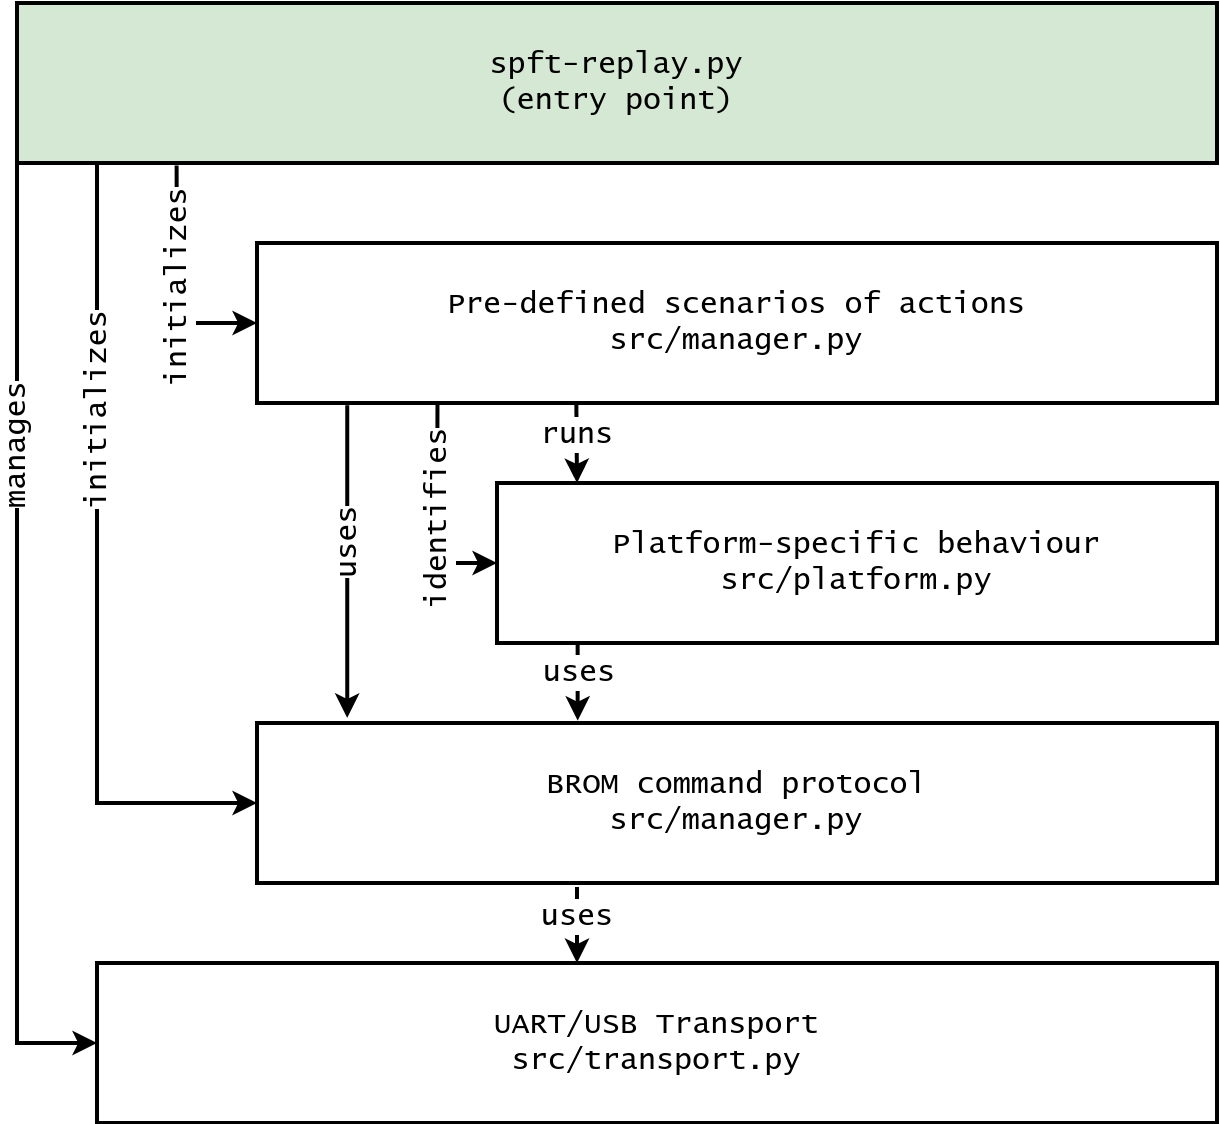 spft-replay.py
(entry point)
initializes
Pre-defined scenarios of actions
src/manager.py
initializes
manages
runs
identifies
uses
Platform-specific behaviour
src/platform.py
uses
BROM command protocol
src/manager.py
uses
UART/USB Transport
src/transport.py